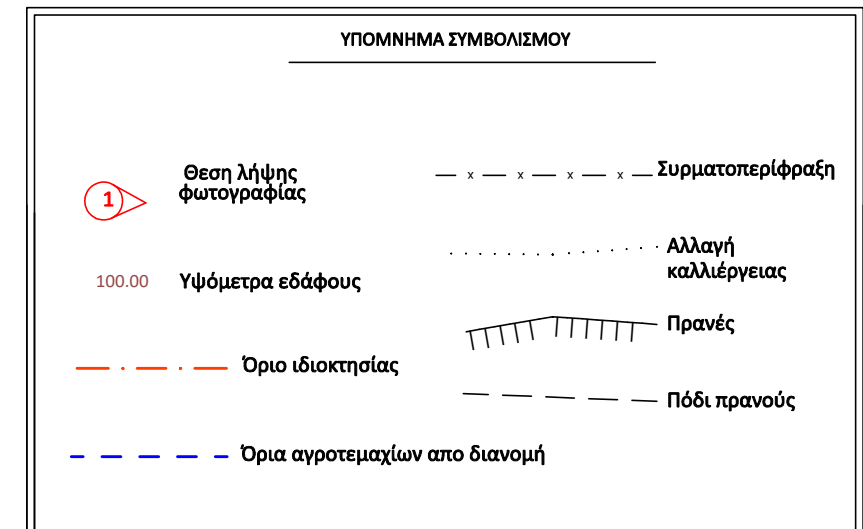 ΥΠΟΜΝΗΜΑ ΣΥΜΒΟΛΙΣΜΟΥ
1
Θεση λήψης
φωτογραφίας
100.00 Υψόμετρα εδάφους
Όριο ιδιοκτησίας
Όρια αγροτεμαχίων απο διανομή
x x x x Συρματοπερίφραξη
Αλλαγή
καλλιέργειας
Πρανές
Πόδι πρανούς